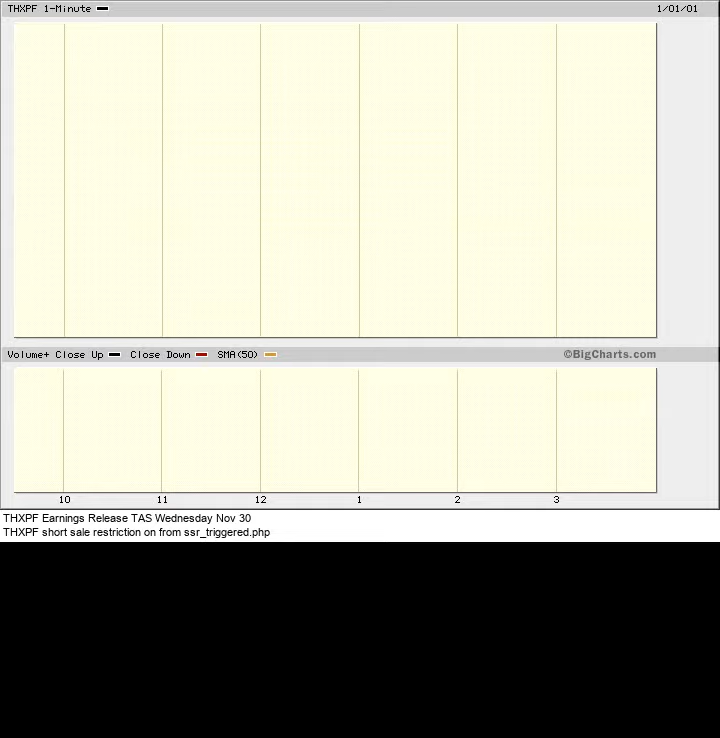 THXPF 1-Minute 1/01/01
Volume+ Close Up Close Down SMA(50) ©BigCharts.com
10 11 12 1 2 3
THXPF Earnings Release TAS Wednesday Nov 30
THXPF short sale restriction on from ssr_triggered.php